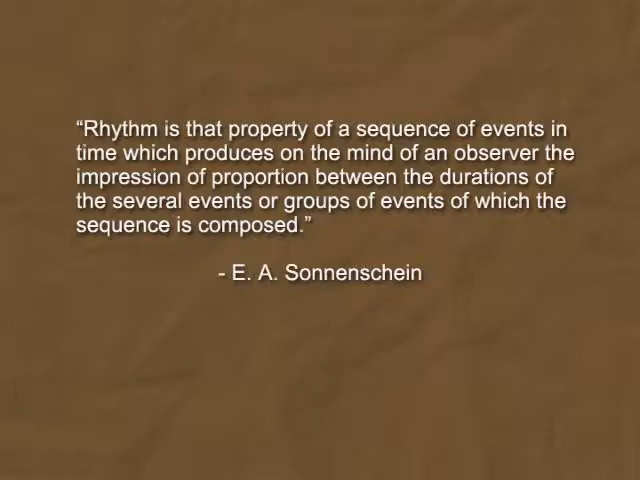 “Rhythm is that property of a sequence of events in
time which produces on the mind of an observer the
impression of proportion between the durations of
the several events or groups of events of which the
sequence is composed.”
- E. A. Sonnenschein